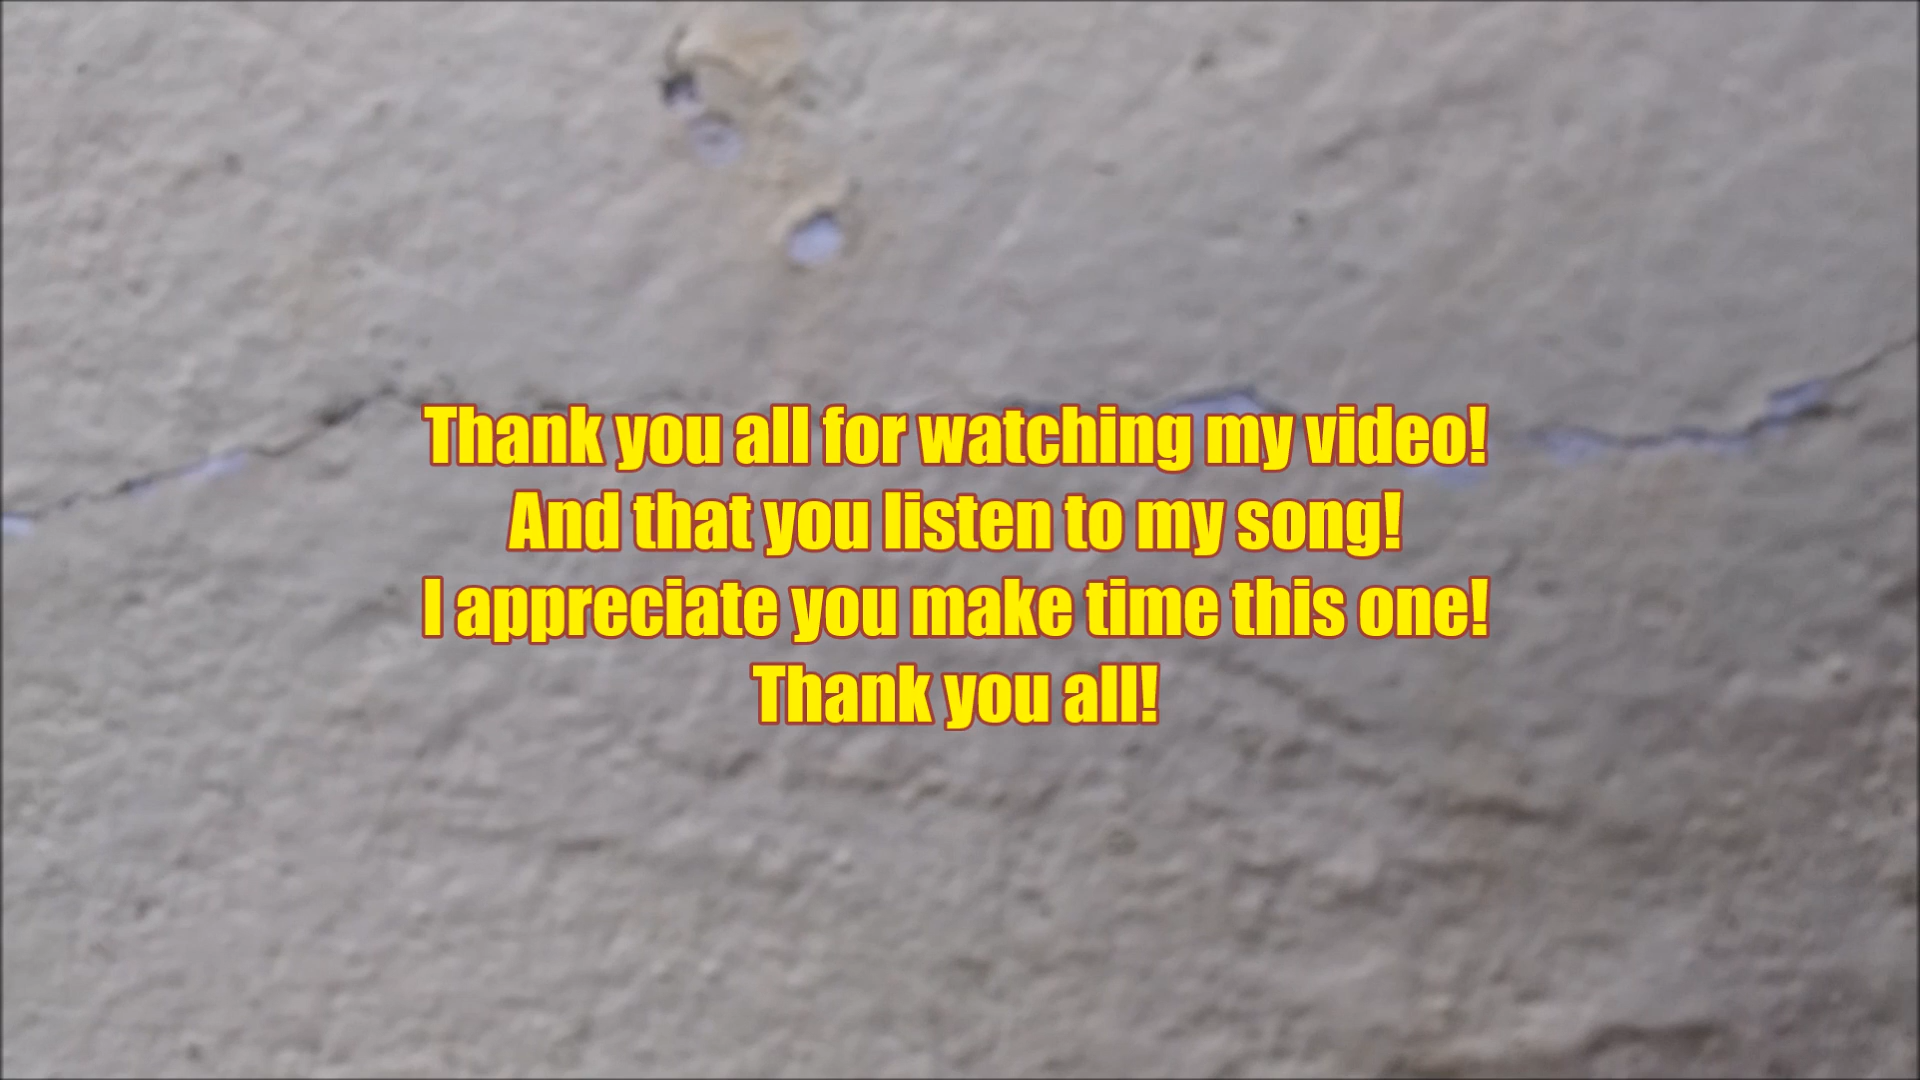 Thank you all for watching my video!
And that you listen to my song!
I appreciate you make time this one!
Thank you all!